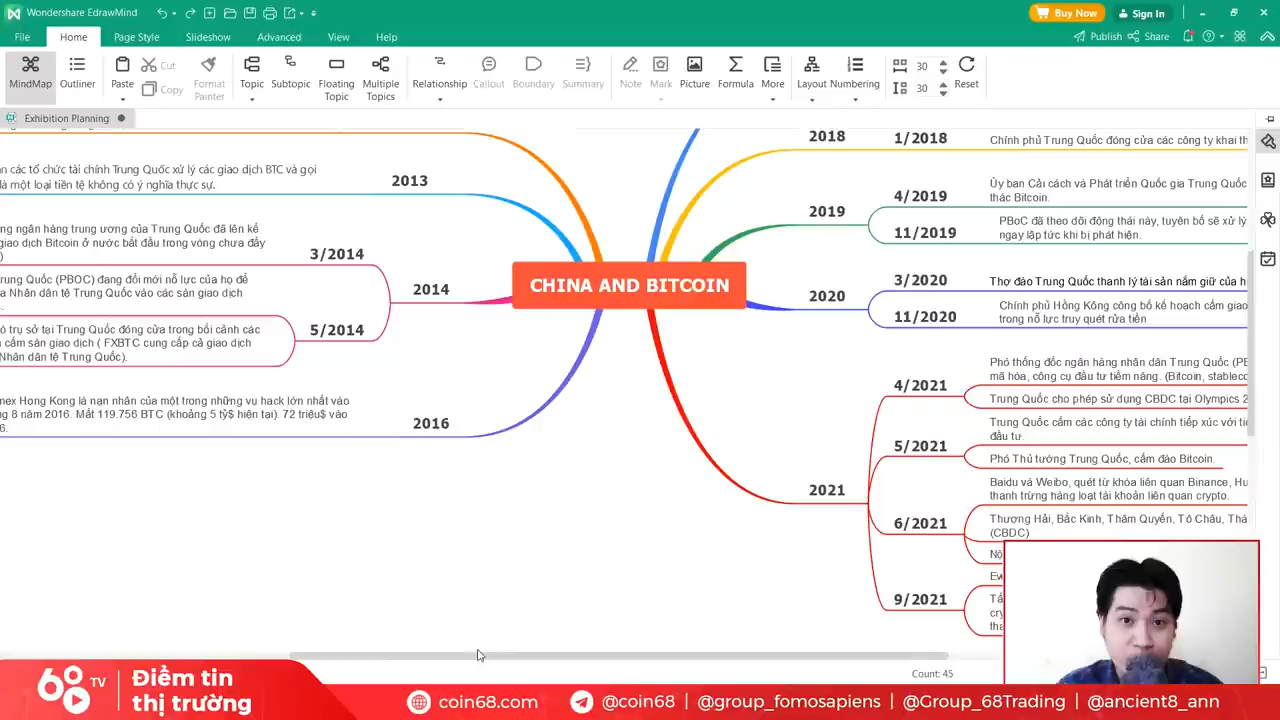 Wondershare EdrawMind
Buy Now
Sign In
File
Home
Page Style
Slideshow
Advanced
View
Help
Publish
Share
MindMap
Outliner
Paste
Cut
Copy
Format
Painter
Topic
Subtopic
Floating
Topic
Multiple
Topics
Relationship
Callout
Boundary
Summary
Note
Mark
Picture
Formula
More
Layout
Numbering
30
30
Reset
Exhibition Planning
CHINA AND BITCOIN
2013
các tổ chức tài chính Trung Quốc xử lý các giao dịch BTC và gọi
là một loại tiền tệ không có ý nghĩa thực sự.
2014
3/2014
ngân hàng trung ương của Trung Quốc đã lên kế
giao dịch Bitcoin ở nước bắt đầu trong vòng chưa đầy
)
Trung Quốc (PBOC) đang đổi mới nỗ lực của họ để
Nhân dân tệ Trung Quốc vào các sàn giao dịch
5/2014
trụ sở tại Trung Quốc đóng cửa trong bối cảnh các
cấm sàn giao dịch ( FXBTC cung cấp cả giao dịch
Nhân dân tệ Trung Quốc).
2016
Hong Kong là nạn nhân của một trong những vụ hack lớn nhất vào
8 năm 2016. Mất 119.756 BTC (khoảng 5 tỷ$ hiện tại). 72 triệu$ vào
6.
2018
1/2018
Chính phủ Trung Quốc đóng cửa các công ty khai
2019
4/2019
Ủy ban Cải cách và Phát triển Quốc gia Trung Quốc
thác Bitcoin.
11/2019
PBoC đã theo dõi động thái này, tuyên bố sẽ xử lý
ngay lập tức khi bị phát hiện.
2020
3/2020
Thợ đào Trung Quốc thanh lý tài sản nắm giữ của
11/2020
Chính phủ Hồng Kông công bố kế hoạch cấm giao
trong nỗ lực truy quét rửa tiền
2021
4/2021
Phó thống đốc ngân hàng nhân dân Trung Quốc
mã hóa, công cụ đầu tư tiềm năng. (Bitcoin,
Trung Quốc cho phép sử dụng CBDC tại Olympics 2
5/2021
Trung Quốc cấm các công ty tài chính tiếp xúc với
đầu tư.
Phó Thủ tướng Trung Quốc, cấm đào Bitcoin.
6/2021
Baidu và Weibo, quét từ khóa liên quan Binance,
thanh trừng hàng loạt tài khoản liên quan crypto.
Thượng Hải, Bắc Kinh, Thâm Quyến, Tô Châu,
(CBDC)
9/2021
Count: 45
68 TV
Điểm tin
thị trường
coin68.com
@coin68 | @group_fomosapiens | @Group_68Trading | @ancient8_ann